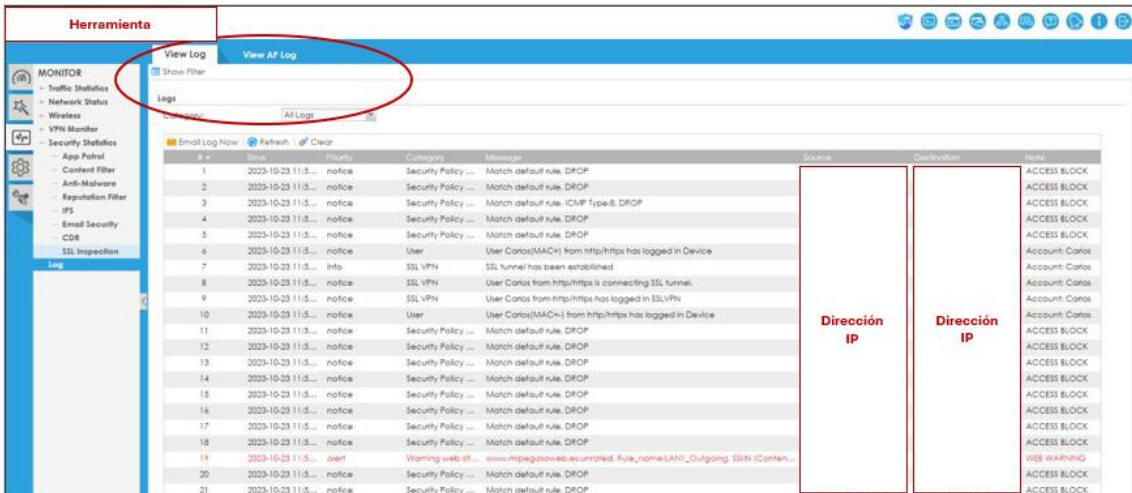 Herramienta
View Log View AP Log
MONITOR
Show Filter
Traffic Statistics
Network Status
Wireless
VPN Monitor
Security Statistics
App Patrol
Content Filter
Anti-Malware
Reputation Filter
IPS
Email Security
CDR
SSL Inspection
Log
Logs
Category: All Logs
Email Log Now Refresh Clear
# Time Priority Category Message Source Destination Note
1 2023-10-23 11:5... notice Security Policy ... Match default rule, DROP ACCESS BLOCK
2 2023-10-23 11:5... notice Security Policy ... Match default rule, DROP ACCESS BLOCK
3 2023-10-23 11:5... notice Security Policy ... Match default rule, ICMP Type:8, DROP ACCESS BLOCK
4 2023-10-23 11:5... notice Security Policy ... Match default rule, DROP ACCESS BLOCK
5 2023-10-23 11:5... notice Security Policy ... Match default rule, DROP ACCESS BLOCK
6 2023-10-23 11:5... notice User User Carlos(MAC=) from http/https has logged in Device Account: Carlos
7 2023-10-23 11:5... info SSL VPN SSL tunnel has been established Account: Carlos
8 2023-10-23 11:5... notice SSL VPN User Carlos from http/https is connecting SSL tunnel. Account: Carlos
9 2023-10-23 11:5... notice SSL VPN User Carlos from http/https has logged in SSLVPN Account: Carlos
10 2023-10-23 11:5... notice User User Carlos(MAC=-) from http/https has logged in Device Account: Carlos
11 2023-10-23 11:5... notice Security Policy ... Match default rule, DROP ACCESS BLOCK
12 2023-10-23 11:5... notice Security Policy ... Match default rule, DROP ACCESS BLOCK
13 2023-10-23 11:5... notice Security Policy ... Match default rule, DROP ACCESS BLOCK
14 2023-10-23 11:5... notice Security Policy ... Match default rule, DROP ACCESS BLOCK
15 2023-10-23 11:5... notice Security Policy ... Match default rule, DROP ACCESS BLOCK
16 2023-10-23 11:5... notice Security Policy ... Match default rule, DROP ACCESS BLOCK
17 2023-10-23 11:5... notice Security Policy ... Match default rule, DROP ACCESS BLOCK
18 2023-10-23 11:5... notice Security Policy ... Match default rule, DROP ACCESS BLOCK
19 2023-10-23 11:5... alert Warning web sit... Rule_name:LAN1_Outgoing, SSI:N (Conten... WEB WARNING
20 2023-10-23 11:5... notice Security Policy ... Match default rule, DROP ACCESS BLOCK
21 2023-10-23 11:5... notice Security Policy ... Match default rule, DROP ACCESS BLOCK
Dirección
IP
Dirección
IP